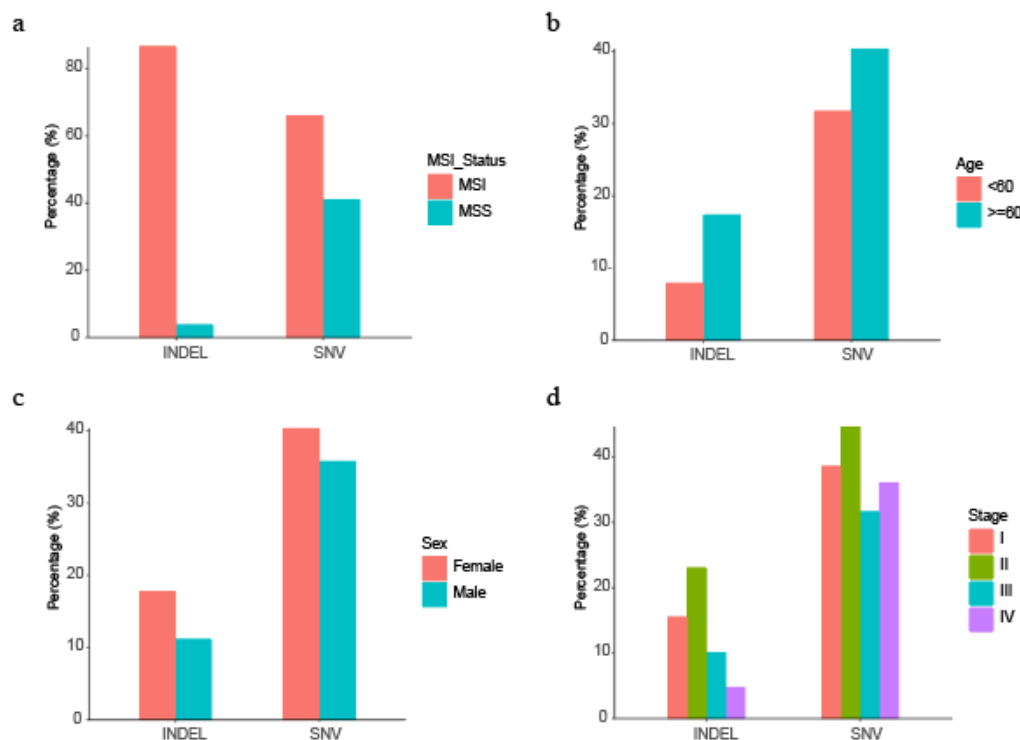 a
Percentage (%)
80
60
40
20
0
INDEL
SNV
MSI_Status
MSI
MSS
b
Percentage (%)
40
30
20
10
0
INDEL
SNV
Age
<60
>=60
c
Percentage (%)
40
30
20
10
0
INDEL
SNV
Sex
Female
Male
d
Percentage (%)
40
30
20
10
0
INDEL
SNV
Stage
I
II
III
IV